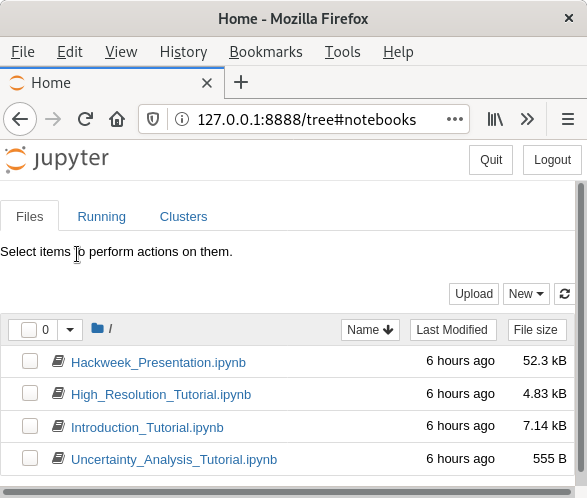 Home - Mozilla Firefox ×
File Edit View History Bookmarks Tools Help
Home × +
127.0.0.1:8888/tree#notebooks
jupyter Quit Logout
Files Running Clusters
Select items to perform actions on them.
Upload New
0 / Name Last Modified File size
Hackweek_Presentation.ipynb 6 hours ago 52.3 kB
High_Resolution_Tutorial.ipynb 6 hours ago 4.83 kB
Introduction_Tutorial.ipynb 6 hours ago 7.14 kB
Uncertainty_Analysis_Tutorial.ipynb 6 hours ago 555 B